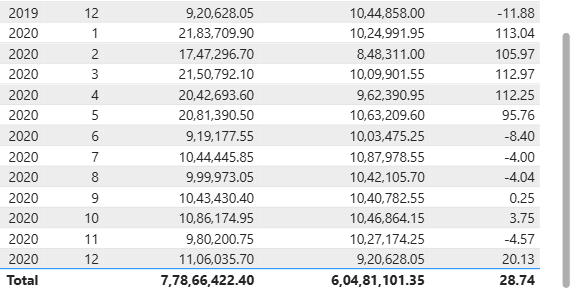 2019 12 9,20,628.05 10,44,858.00 -11.88
2020 1 21,83,709.90 10,24,991.95 113.04
2020 2 17,47,296.70 8,48,311.00 105.97
2020 3 21,50,792.10 10,09,901.55 112.97
2020 4 20,42,693.60 9,62,390.95 112.25
2020 5 20,81,390.50 10,63,209.60 95.76
2020 6 9,19,177.55 10,03,475.25 -8.40
2020 7 10,44,445.85 10,87,978.55 -4.00
2020 8 9,99,973.05 10,42,105.70 -4.04
2020 9 10,43,430.40 10,40,782.55 0.25
2020 10 10,86,174.95 10,46,864.15 3.75
2020 11 9,80,200.75 10,27,174.25 -4.57
2020 12 11,06,035.70 9,20,628.05 20.13
Total 7,78,66,422.40 6,04,81,101.35 28.74